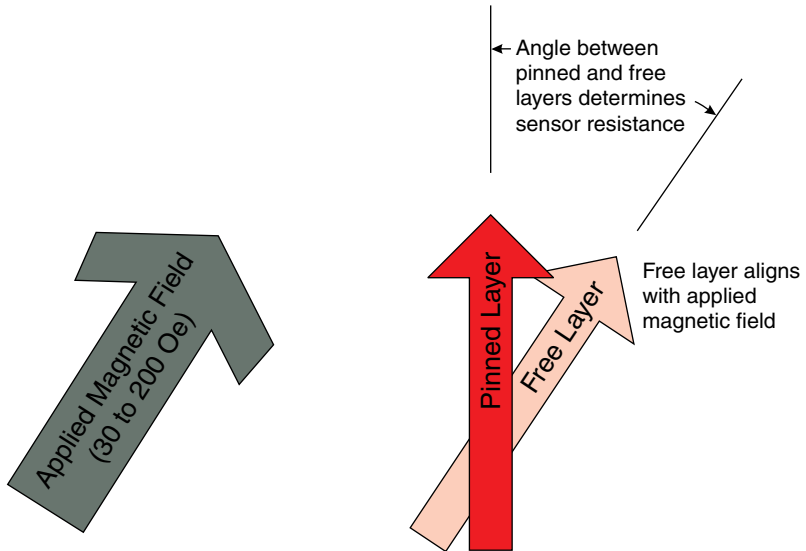 Angle between
pinned and free
layers determines
sensor resistance
Applied Magnetic Field
(30 to 200 Oe)
Pinned Layer
Free Layer
Free layer aligns
with applied
magnetic field